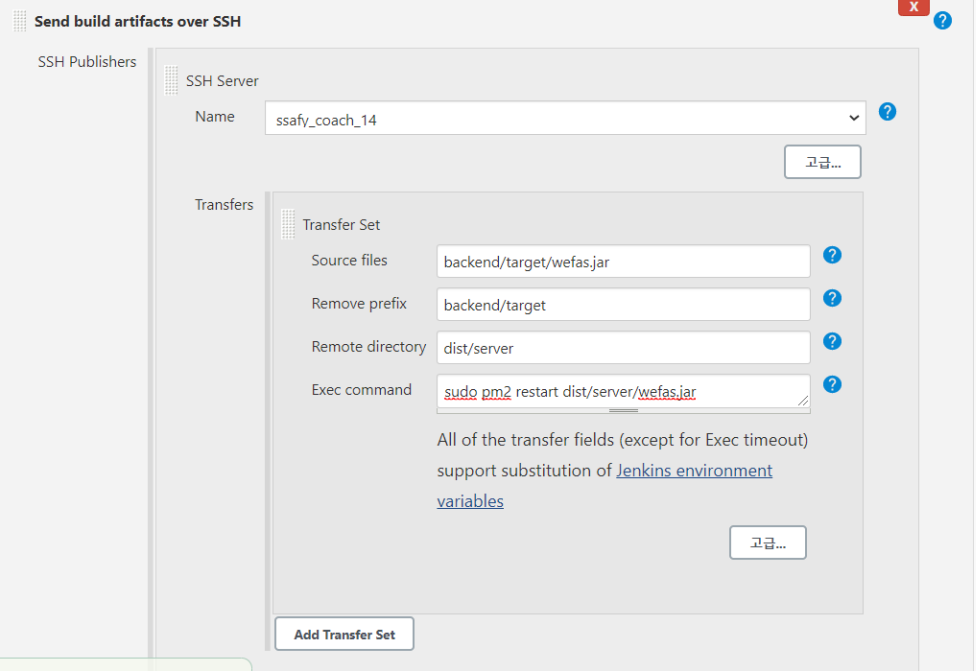 Send build artifacts over SSH
X
?
SSH Publishers
SSH Server
Name
ssafy_coach_14
?
고급...
Transfers
Transfer Set
Source files
backend/target/wefas.jar
?
Remove prefix
backend/target
?
Remote directory
dist/server
?
Exec command
sudo pm2 restart dist/server/wefas.jar
?
All of the transfer fields (except for Exec timeout)
support substitution of Jenkins environment
variables
고급...
Add Transfer Set